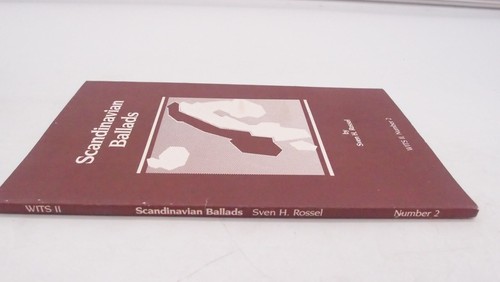 Scandinavian
Ballads
by
Sven H. Rossel
WITS II, Number 2
WITS II Scandinavian Ballads Sven H. Rossel Number 2